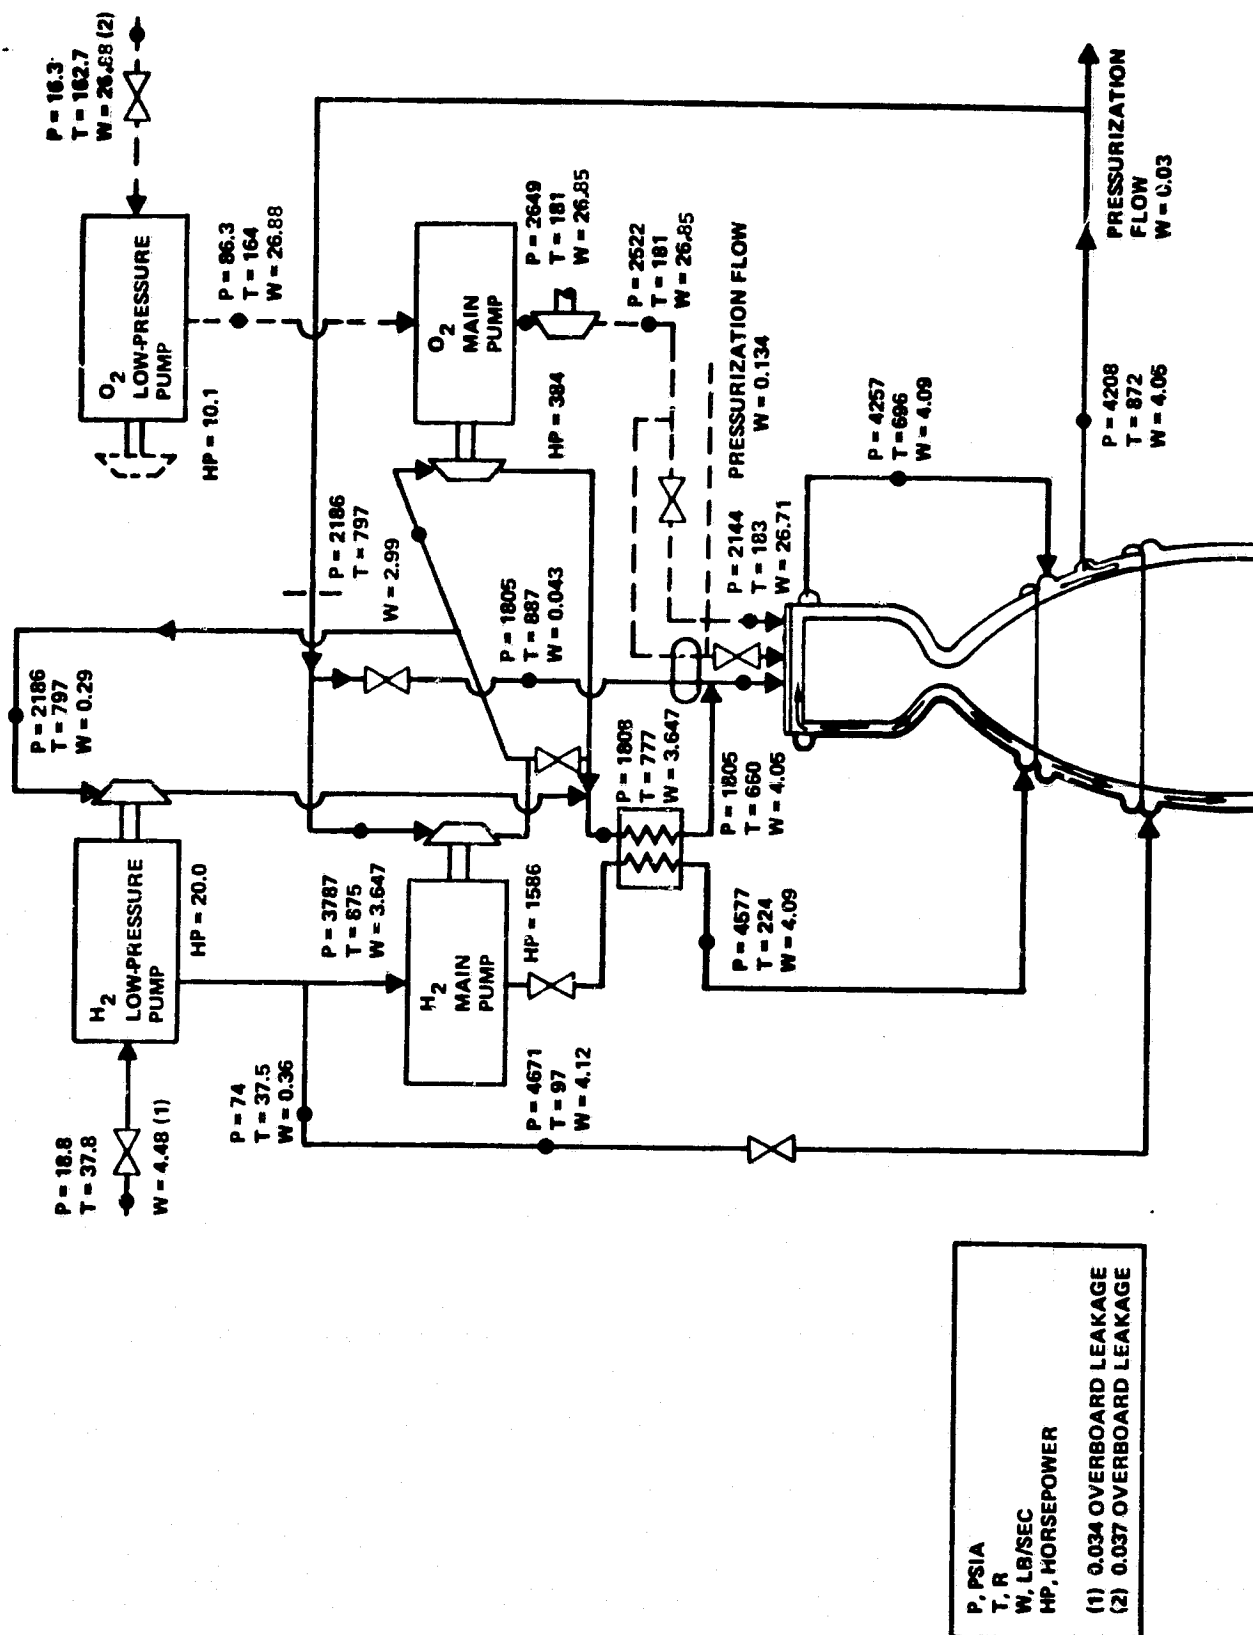 P = 16.3
T = 162.7
W = 26.88 (2)
O2
LOW-PRESSURE
PUMP
HP = 10.1
P = 86.3
T = 164
W = 26.88
O2
MAIN
PUMP
HP = 384
P = 2649
T = 181
W = 26.85
P = 2522
T = 181
W = 26.85
PRESSURIZATION FLOW
W = 0.134
P = 2144
T = 183
W = 26.71
P = 4257
T = 696
W = 4.09
P = 4208
T = 872
W = 4.06
PRESSURIZATION
FLOW
W = 0.03
P = 2186
T = 797
W = 2.99
P = 1805
T = 887
W = 0.043
P = 2186
T = 797
W = 0.29
P = 1808
T = 777
W = 3.647
P = 1805
T = 660
W = 4.05
P = 4577
T = 224
W = 4.09
H2
LOW-PRESSURE
PUMP
HP = 20.0
P = 3787
T = 875
W = 3.647
H2
MAIN
PUMP
HP = 1586
P = 18.8
T = 37.8
W = 4.48 (1)
P = 74
T = 37.5
W = 0.36
P = 4671
T = 97
W = 4.12
P, PSIA
T, R
W, LB/SEC
HP, HORSEPOWER
(1) 0.034 OVERBOARD LEAKAGE
(2) 0.037 OVERBOARD LEAKAGE